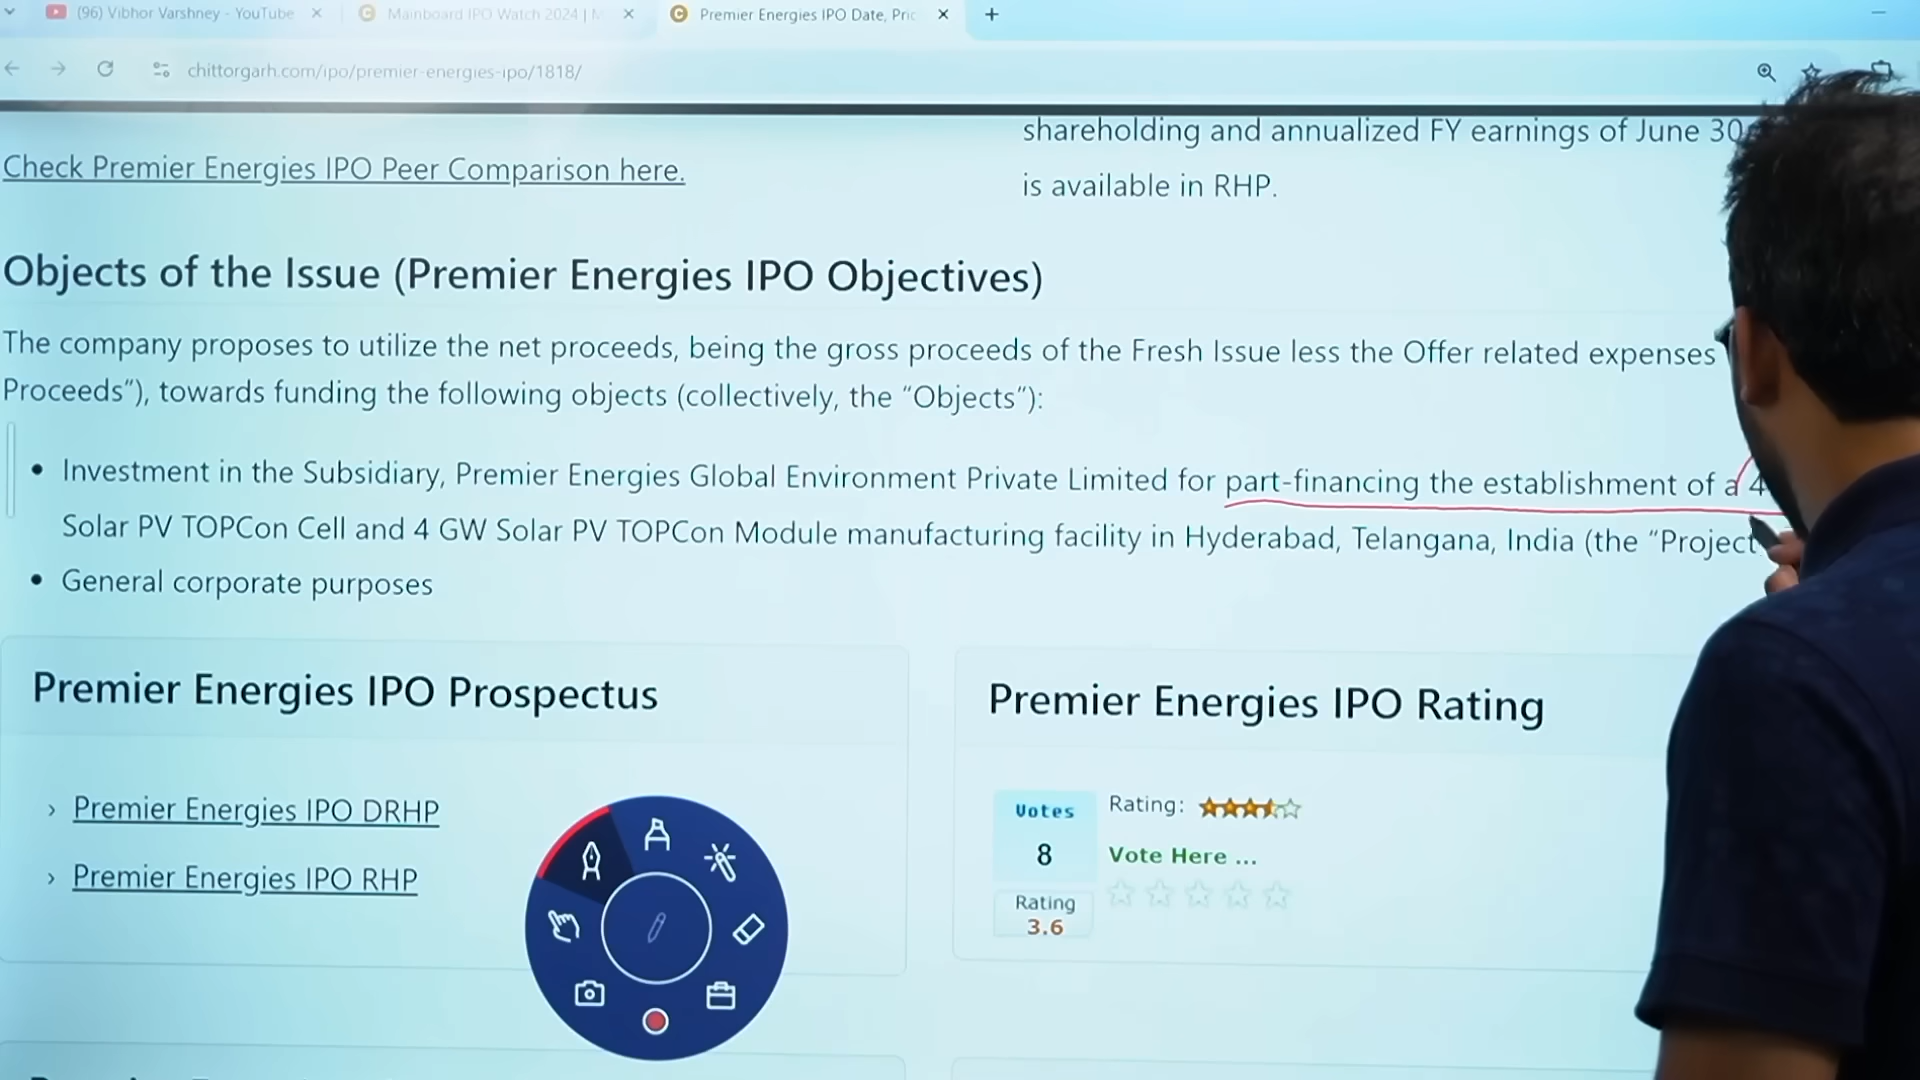 (96) Vibhor Varshney - YouTube
Mainboard IPO Watch 2024 | M
Premier Energies IPO Date, Pric
chittorgarh.com/ipo/premier-energies-ipo/1818/
shareholding and annualized FY earnings of June 30
is available in RHP.
Check Premier Energies IPO Peer Comparison here.
Objects of the Issue (Premier Energies IPO Objectives)
The company proposes to utilize the net proceeds, being the gross proceeds of the Fresh Issue less the Offer related expenses
Proceeds”), towards funding the following objects (collectively, the “Objects”):
• Investment in the Subsidiary, Premier Energies Global Environment Private Limited for part-financing the establishment of a 4
Solar PV TOPCon Cell and 4 GW Solar PV TOPCon Module manufacturing facility in Hyderabad, Telangana, India (the “Project
• General corporate purposes
Premier Energies IPO Prospectus
› Premier Energies IPO DRHP
› Premier Energies IPO RHP
Premier Energies IPO Rating
Votes
8
Rating
3.6
Rating:
Vote Here ...